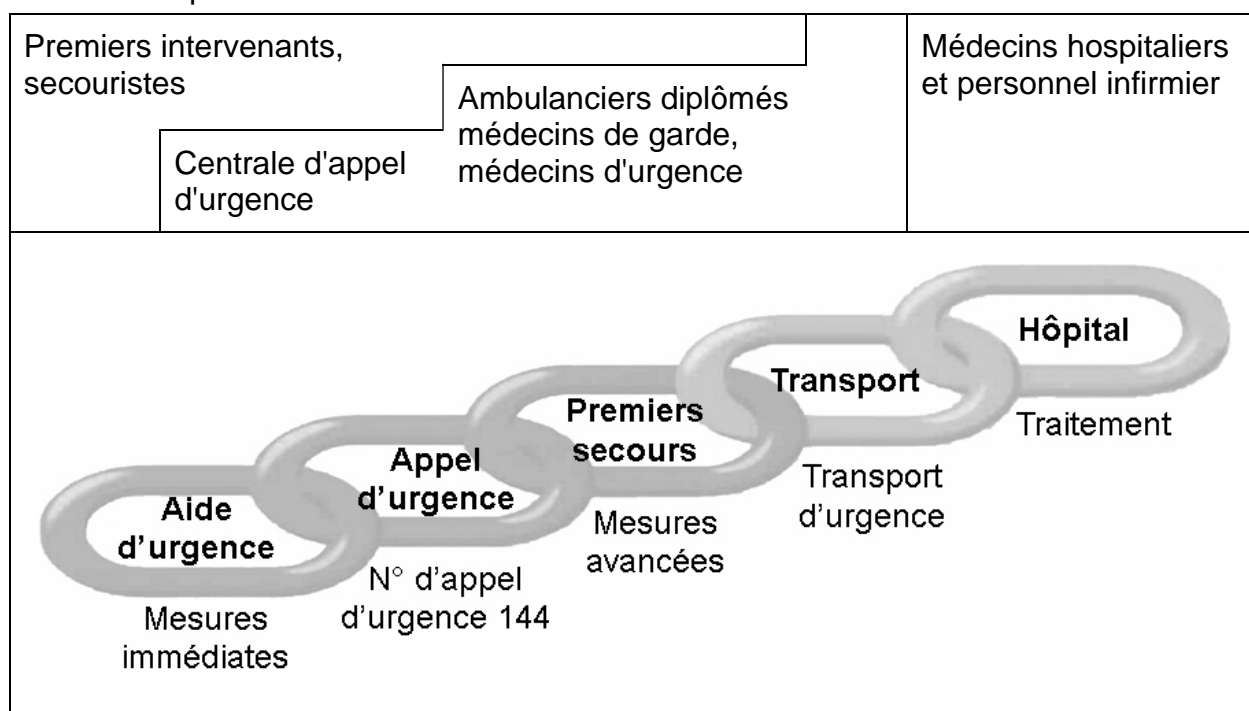 Premiers intervenants,
secouristes
Centrale d'appel
d'urgence
Ambulanciers diplômés
médecins de garde,
médecins d'urgence
Médecins hospitaliers
et personnel infirmier
Aide
d’urgence
Mesures
immédiates
Appel
d’urgence
N° d’appel
d’urgence 144
Premiers
secours
Mesures
avancées
Transport
Transport
d’urgence
Hôpital
Traitement